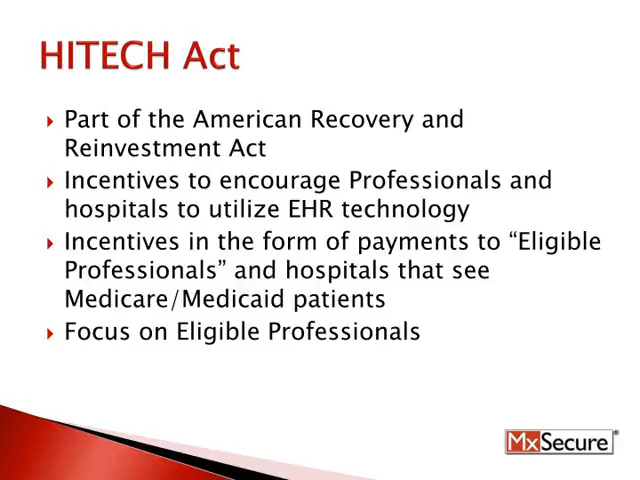 HITECH Act
Part of the American Recovery and
Reinvestment Act
Incentives to encourage Professionals and
hospitals to utilize EHR technology
Incentives in the form of payments to “Eligible
Professionals” and hospitals that see
Medicare/Medicaid patients
Focus on Eligible Professionals
MxSecure®